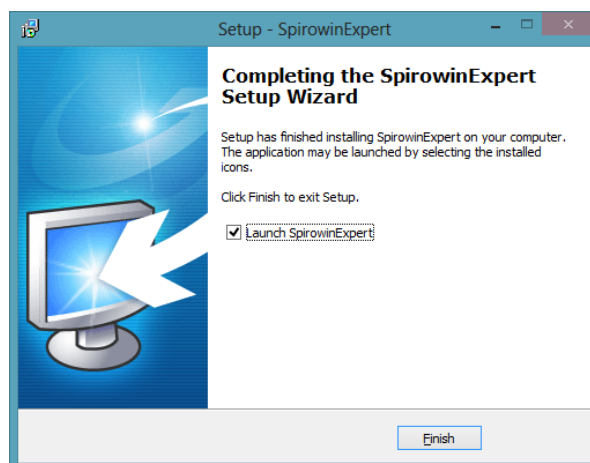 Setup - SpirowinExpert
Completing the SpirowinExpert
Setup Wizard
Setup has finished installing SpirowinExpert on your computer.
The application may be launched by selecting the installed
icons.
Click Finish to exit Setup.
Launch SpirowinExpert
Finish